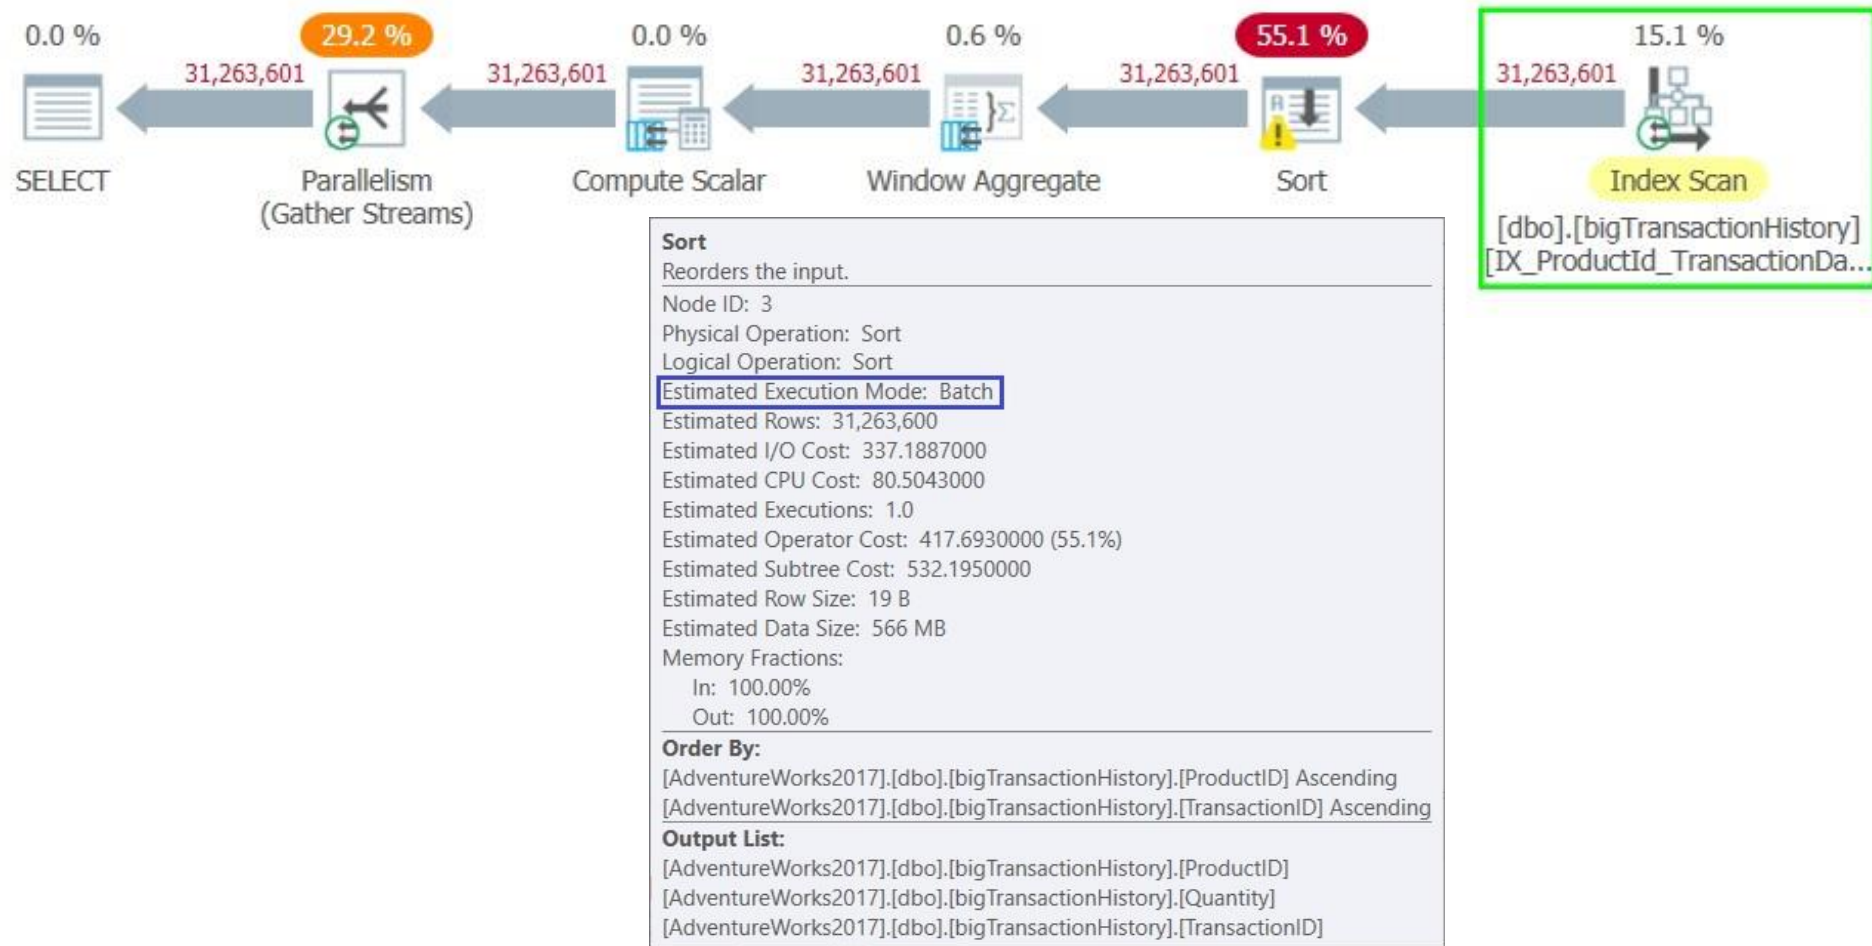 0.0 %
29.2 %
0.0 %
0.6 %
55.1 %
15.1 %
31,263,601
31,263,601
31,263,601
31,263,601
31,263,601
SELECT
Parallelism
(Gather Streams)
Compute Scalar
Window Aggregate
Sort
Index Scan
[dbo].[bigTransactionHistory]
[IX_ProductId_TransactionDa...
Sort
Reorders the input.
Node ID: 3
Physical Operation: Sort
Logical Operation: Sort
Estimated Execution Mode: Batch
Estimated Rows: 31,263,600
Estimated I/O Cost: 337.1887000
Estimated CPU Cost: 80.5043000
Estimated Executions: 1.0
Estimated Operator Cost: 417.6930000 (55.1%)
Estimated Subtree Cost: 532.1950000
Estimated Row Size: 19 B
Estimated Data Size: 566 MB
Memory Fractions:
In: 100.00%
Out: 100.00%
Order By:
[AdventureWorks2017].[dbo].[bigTransactionHistory].[ProductID] Ascending
[AdventureWorks2017].[dbo].[bigTransactionHistory].[TransactionID] Ascending
Output List:
[AdventureWorks2017].[dbo].[bigTransactionHistory].[ProductID]
[AdventureWorks2017].[dbo].[bigTransactionHistory].[Quantity]
[AdventureWorks2017].[dbo].[bigTransactionHistory].[TransactionID]